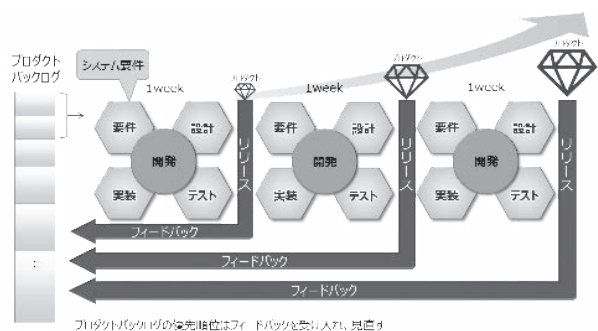 プロダクト
バックログ
システム要件
1week
プロダクト
1week
プロダクト
1week
プロダクト
要件
設計
開発
実装
テスト
リリース
要件
設計
開発
実装
テスト
リリース
要件
設計
開発
実装
テスト
リリース
フィードバック
フィードバック
フィードバック
:
プロダクトバックログの優先順位はフィードバックを受け入れ、見直す